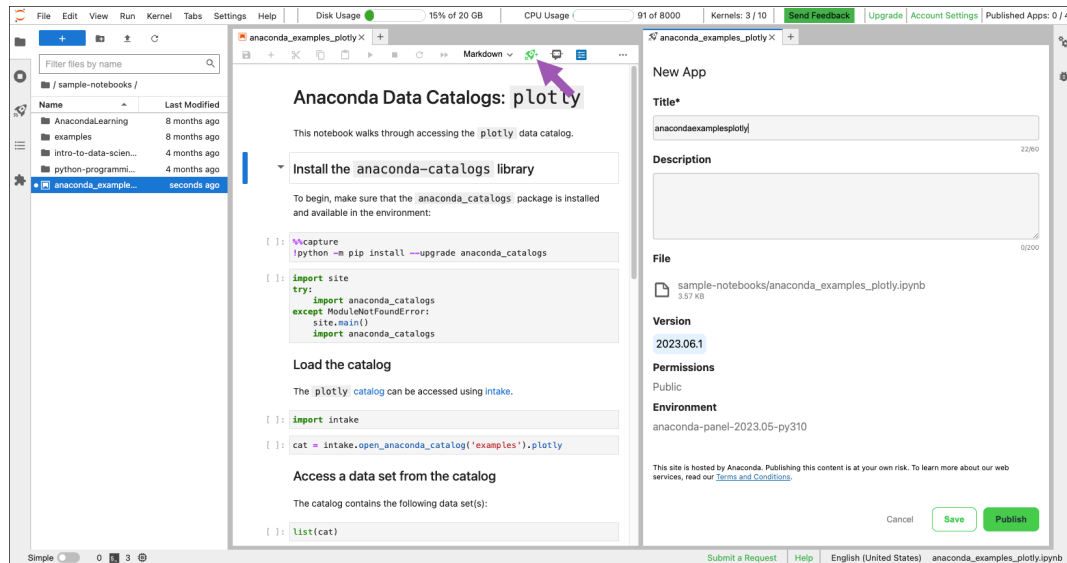 File Edit View Run Kernel Tabs Settings Help Disk Usage 15% of 20 GB CPU Usage 91 of 8000 Kernels: 3 / 10 Send Feedback Upgrade Account Settings Published Apps: 0 / 4
Filter files by name
/ sample-notebooks /
Name Last Modified
AnacondaLearning 8 months ago
examples 8 months ago
intro-to-data-scien... 4 months ago
python-programmi... 4 months ago
anaconda_example... seconds ago
anaconda_examples_plotly
Markdown
Anaconda Data Catalogs: plotly
This notebook walks through accessing the plotly data catalog.
Install the anaconda-catalogs library
To begin, make sure that the anaconda_catalogs package is installed
and available in the environment:
[ ]: %%capture
!python -m pip install --upgrade anaconda_catalogs
[ ]: import site
try:
import anaconda_catalogs
except ModuleNotFoundError:
site.main()
import anaconda_catalogs
Load the catalog
The plotly catalog can be accessed using intake.
[ ]: import intake
[ ]: cat = intake.open_anaconda_catalog('examples').plotly
Access a data set from the catalog
The catalog contains the following data set(s):
[ ]: list(cat)
anaconda_examples_plotly
New App
Title*
anacondaexamplesplotly
22/60
Description
0/200
File
sample-notebooks/anaconda_examples_plotly.ipynb
3.57 KB
Version
2023.06.1
Permissions
Public
Environment
anaconda-panel-2023.05-py310
This site is hosted by Anaconda. Publishing this content is at your own risk. To learn more about our web
services, read our Terms and Conditions.
Cancel Save Publish
Simple 0 3 Submit a Request Help English (United States) anaconda_examples_plotly.ipynb